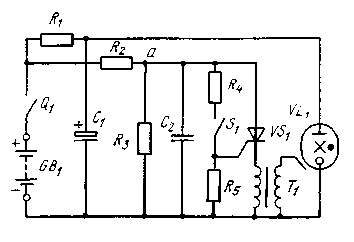 R₁
R₂ a
R₄ VL₁
Q₁ C₁ S₁ VS₁
+ R₃ C₂
+ GB₁ − R₅ T₁